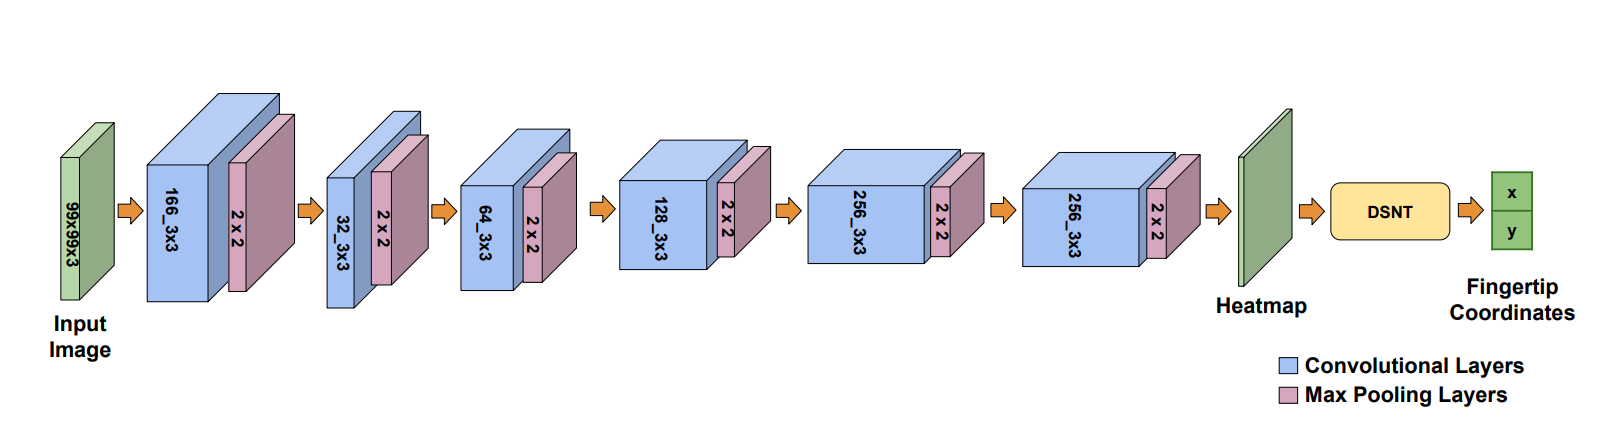 99x99x3
Input
Image
166_3x3
2 x 2
32_3x3
2 x 2
64_3x3
2 x 2
128_3x3
2 x 2
256_3x3
2 x 2
256_3x3
2 x 2
Heatmap
DSNT
x
y
Fingertip
Coordinates
Convolutional Layers
Max Pooling Layers